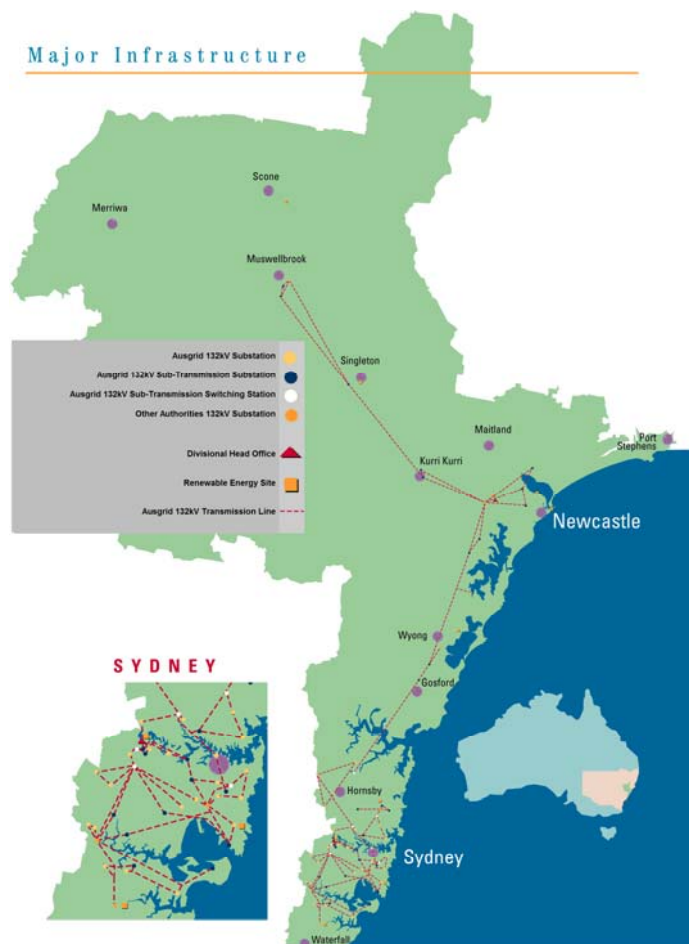 Major Infrastructure
Scone
Merriwa
Muswellbrook
Ausgrid 132kV Substation
Ausgrid 132kV Sub-Transmission Substation
Ausgrid 132kV Sub-Transmission Switching Station
Other Authorities 132kV Substation
Divisional Head Office
Renewable Energy Site
Ausgrid 132kV Transmission Line
Singleton
Maitland
Port
Stephens
Kurri Kurri
Newcastle
Wyong
SYDNEY
Gosford
Hornsby
Sydney
Waterfall